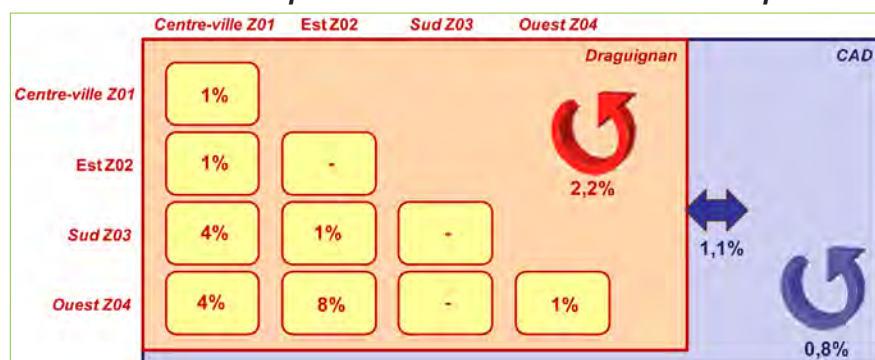 Centre-ville Z01 Est Z02 Sud Z03 Ouest Z04
Draguignan CAD
Centre-ville Z01 1%
Est Z02 1% -
2,2%
Sud Z03 4% 1% -
1,1%
Ouest Z04 4% 8% - 1%
0,8%